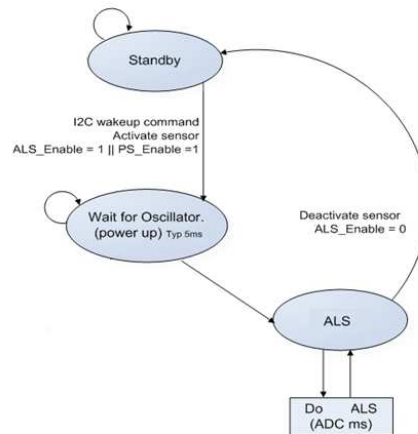 Standby
I2C wakeup command
Activate sensor
ALS_Enable = 1 || PS_Enable =1
Wait for Oscillator.
(power up) Typ 5ms
Deactivate sensor
ALS_Enable = 0
ALS
Do ALS
(ADC ms)